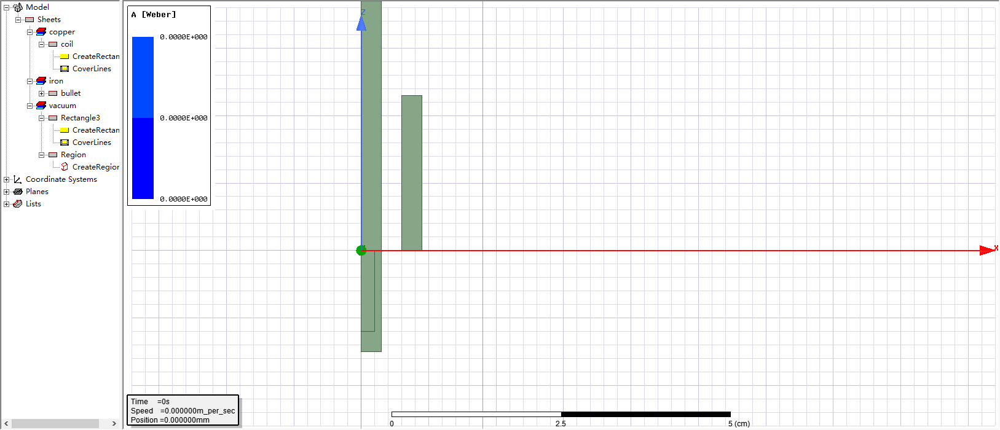 Model
Sheets
copper
coil
CreateRectan
CoverLines
iron
bullet
vacuum
Rectangle3
CreateRectan
CoverLines
Region
CreateRegior
Coordinate Systems
Planes
Lists
A [Weber]
0.0000E+000
0.0000E+000
0.0000E+000
Z
X
Time =0s
Speed =0.000000m_per_sec
Position =0.000000mm
0 2.5 5 (cm)